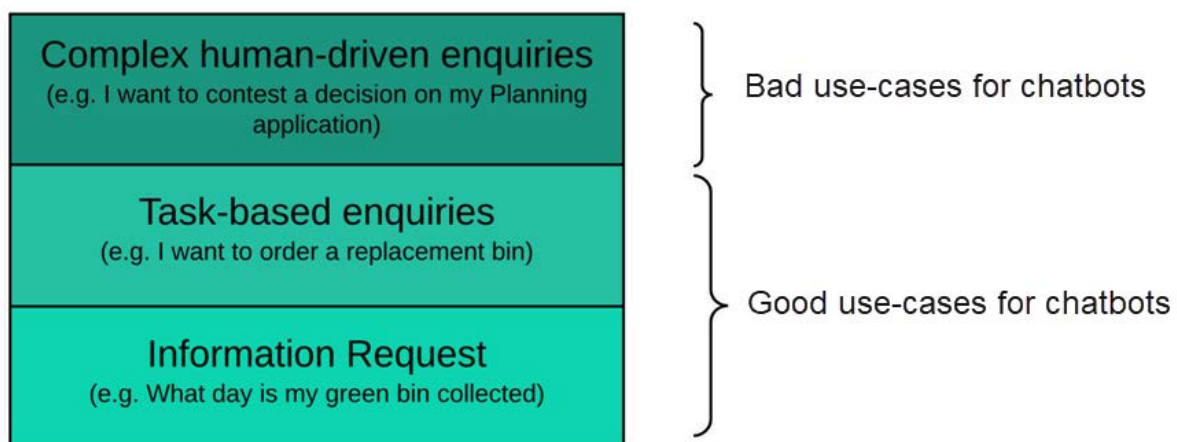 Complex human-driven enquiries
(e.g. I want to contest a decision on my Planning
application)
Bad use-cases for chatbots
Task-based enquiries
(e.g. I want to order a replacement bin)
Good use-cases for chatbots
Information Request
(e.g. What day is my green bin collected)